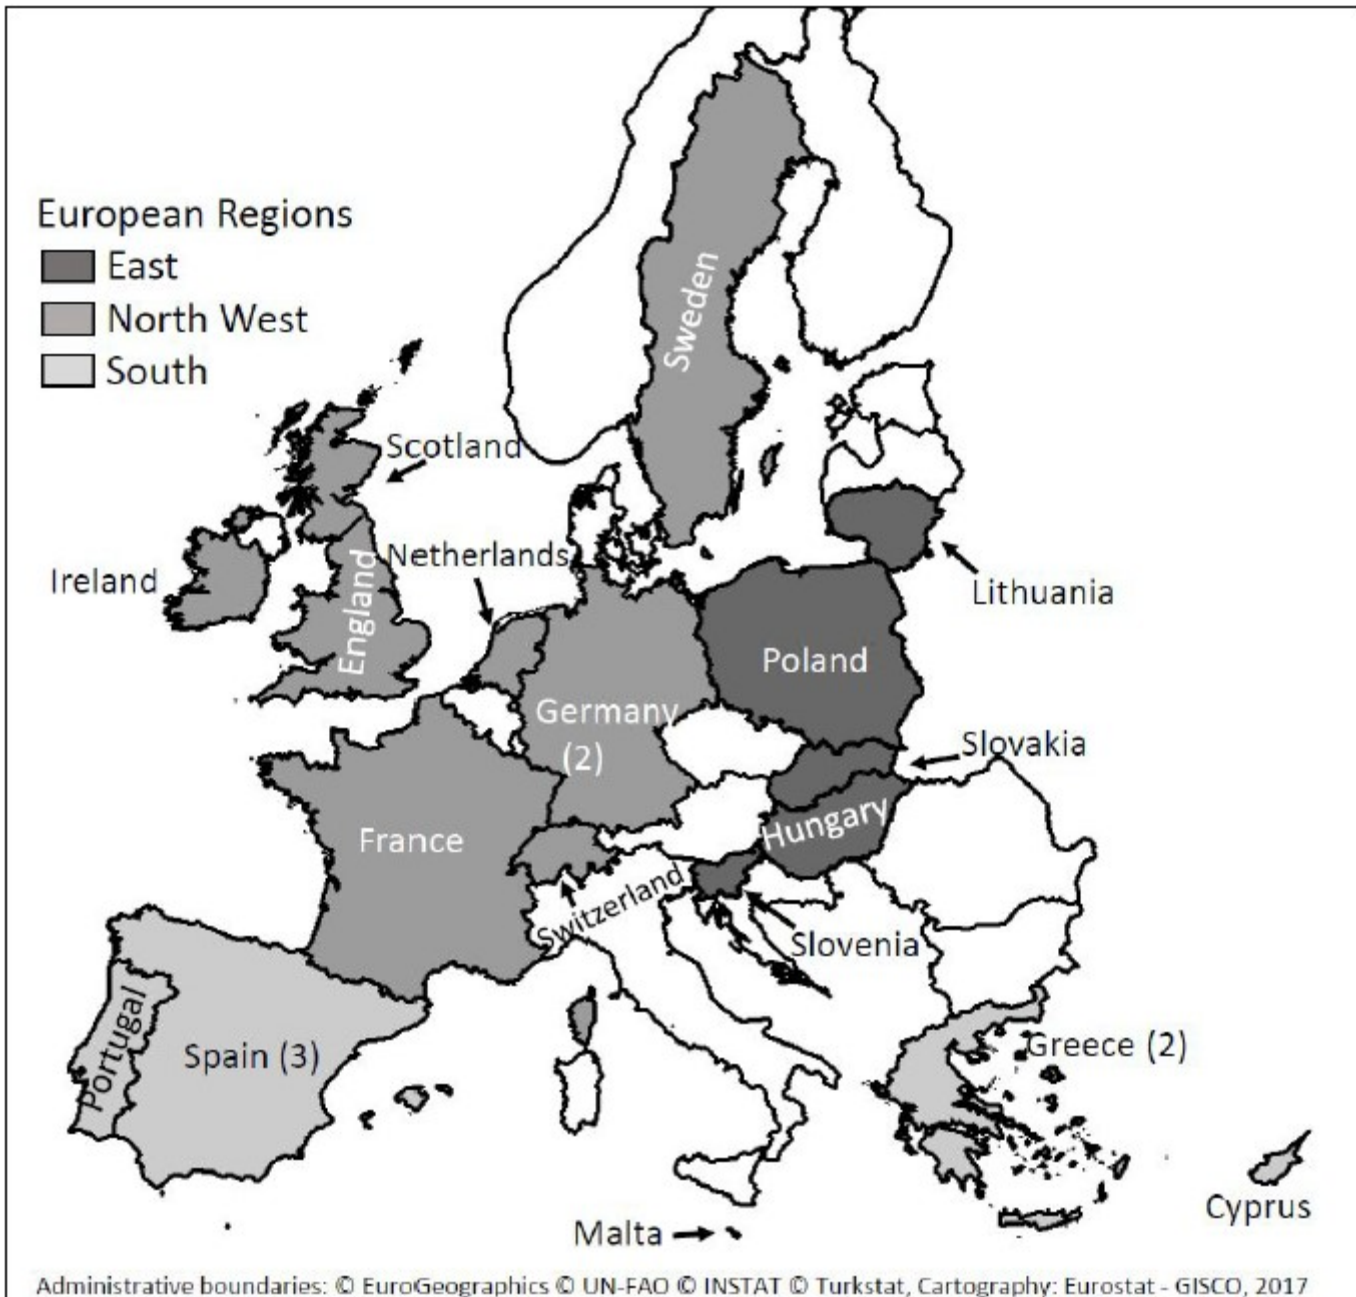 European Regions
East
North West
South
Sweden
Scotland
Netherlands
Ireland
England
Lithuania
Poland
Germany
(2)
Slovakia
France
Hungary
Switzerland
Slovenia
Portugal
Spain (3)
Greece (2)
Cyprus
Malta
Administrative boundaries: © EuroGeographics © UN-FAO © INSTAT © Turkstat, Cartography: Eurostat - GISCO, 2017